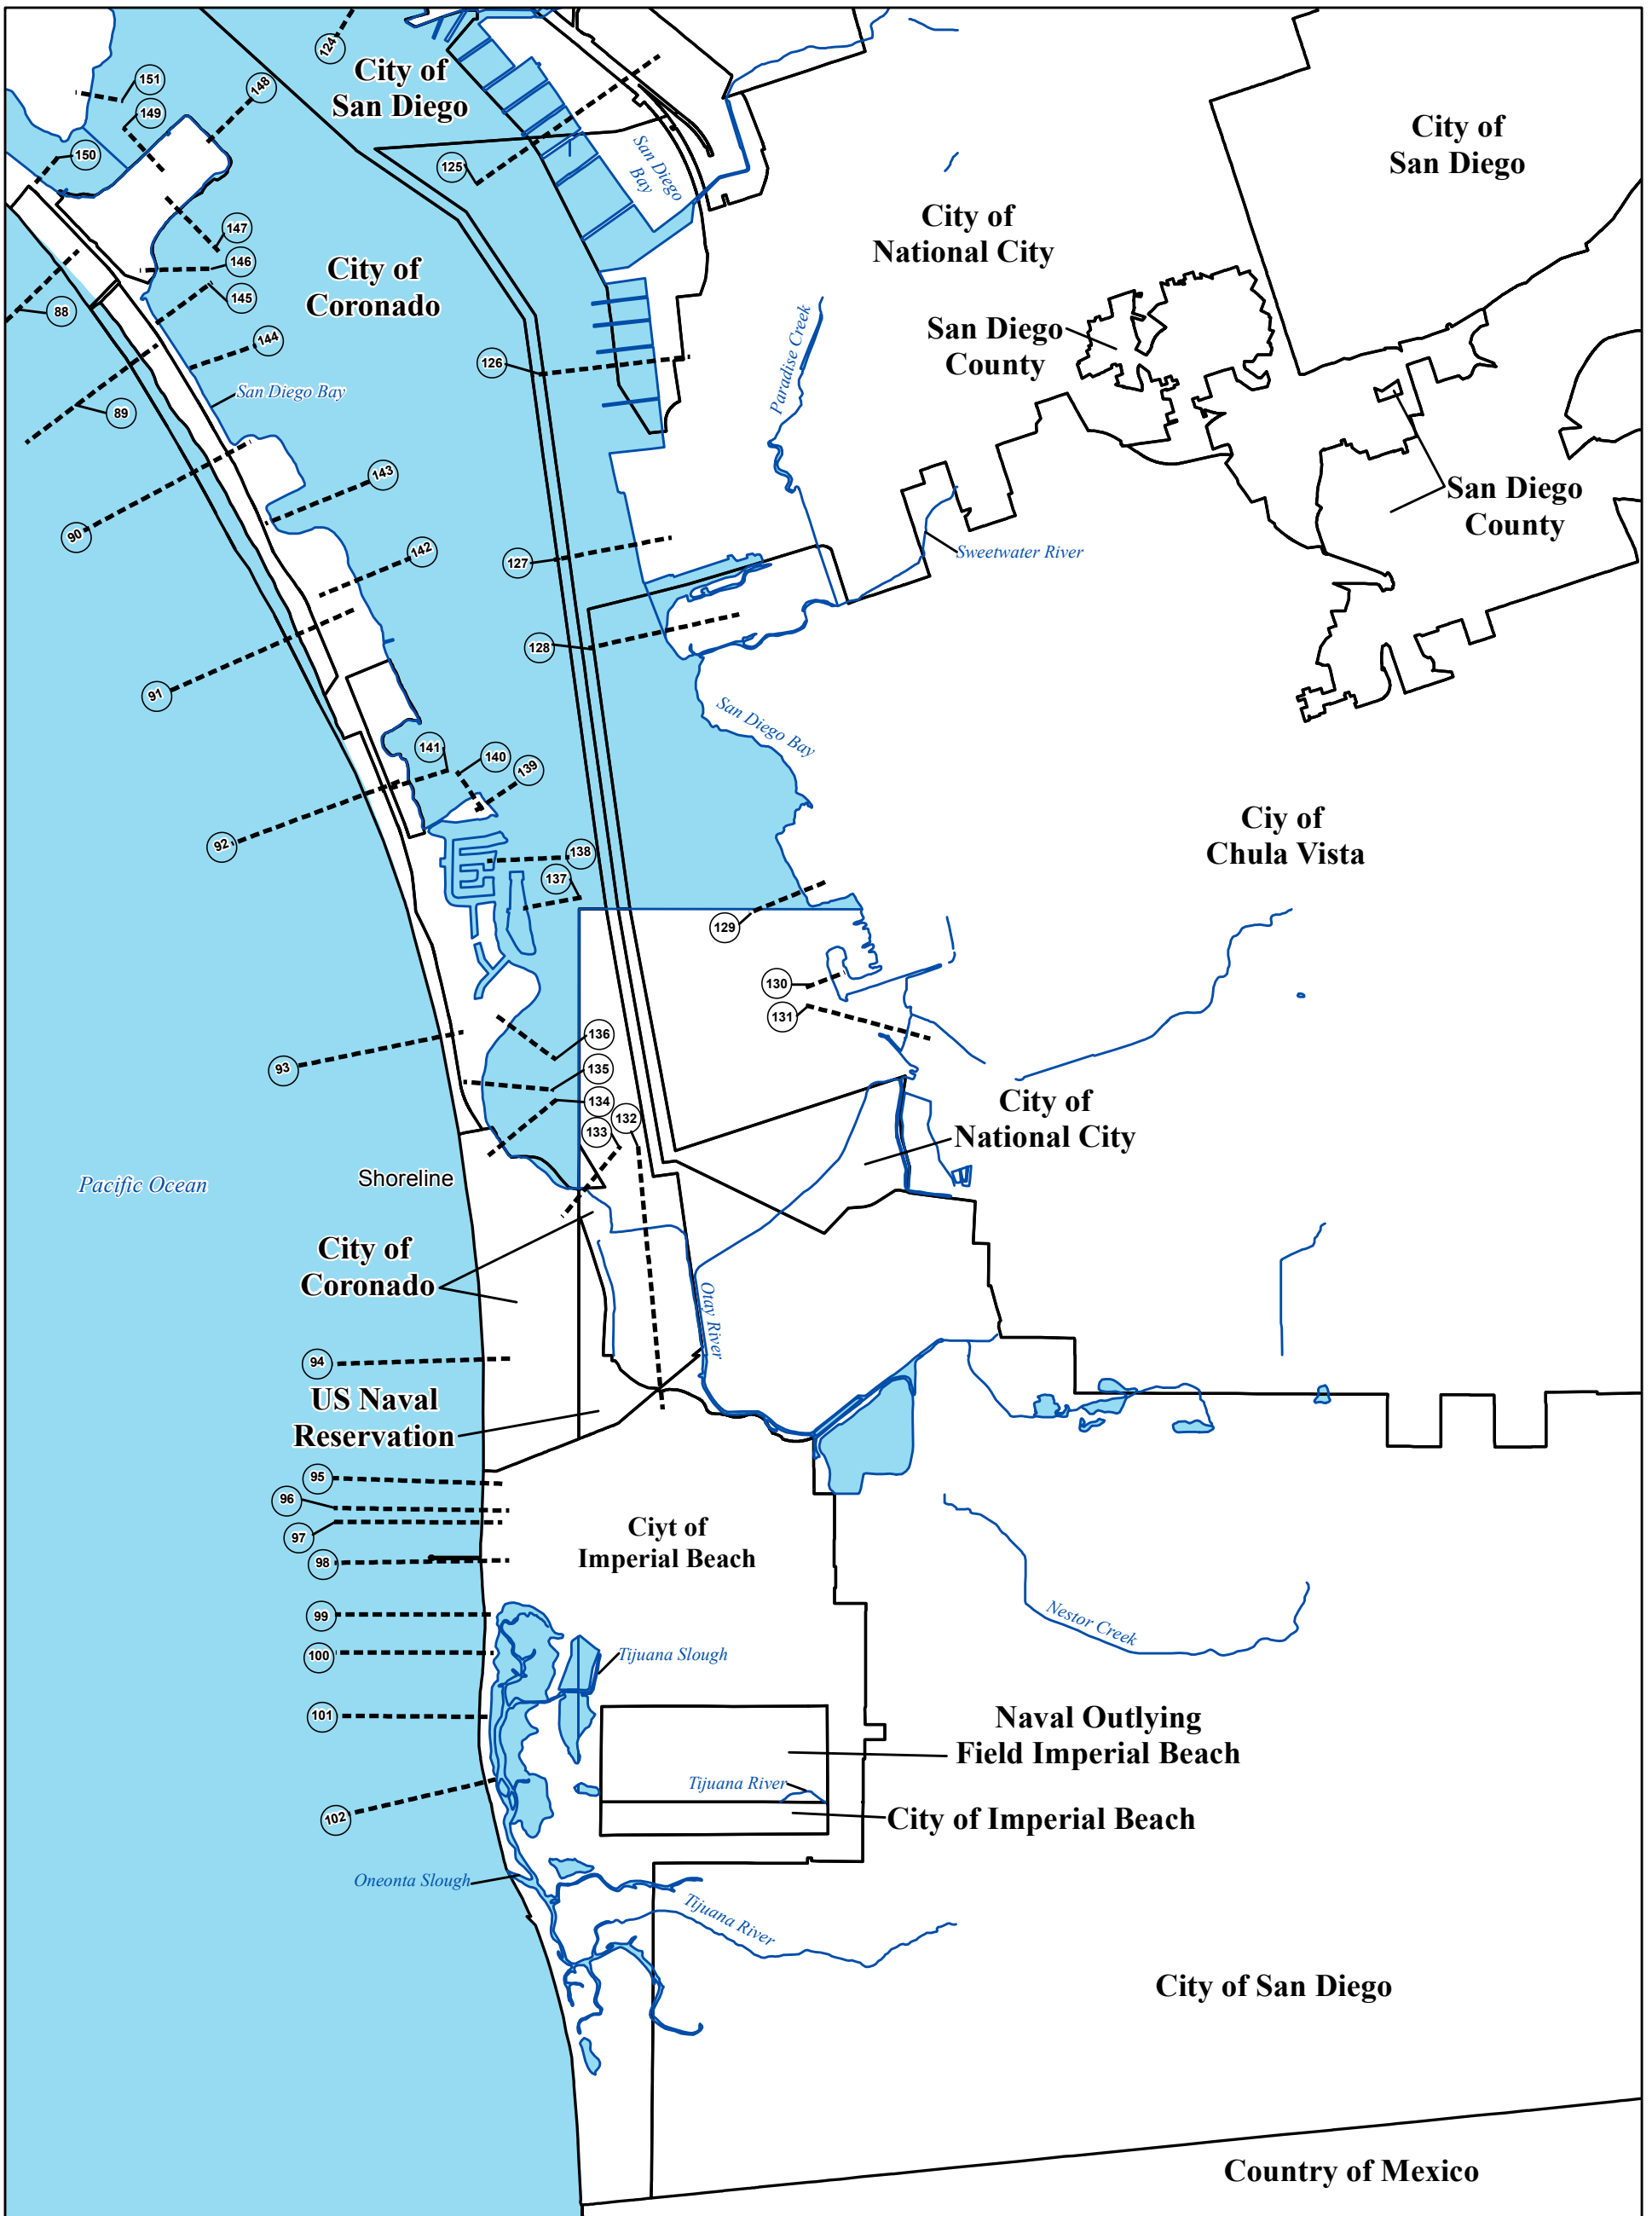 124
City of
San Diego
151
148
149
150
125
San Diego
Bay
City of
San Diego
City of
National City
147
146
145
City of
Coronado
88
144
89
San Diego Bay
126
Paradise Creek
San Diego
County
San Diego
County
143
90
142
127
Sweetwater River
128
91
San Diego Bay
141
140
139
92
138
137
Ciy of
Chula Vista
129
130
131
136
93
135
134
132
133
City of
National City
Pacific Ocean
Shoreline
City of
Coronado
Otay River
94
US Naval
Reservation
95
96
97
98
Ciyt of
Imperial Beach
99
100
101
102
Nestor Creek
Tijuana Slough
Naval Outlying
Field Imperial Beach
Tijuana River
City of Imperial Beach
Oneonta Slough
Tijuana River
City of San Diego
Country of Mexico